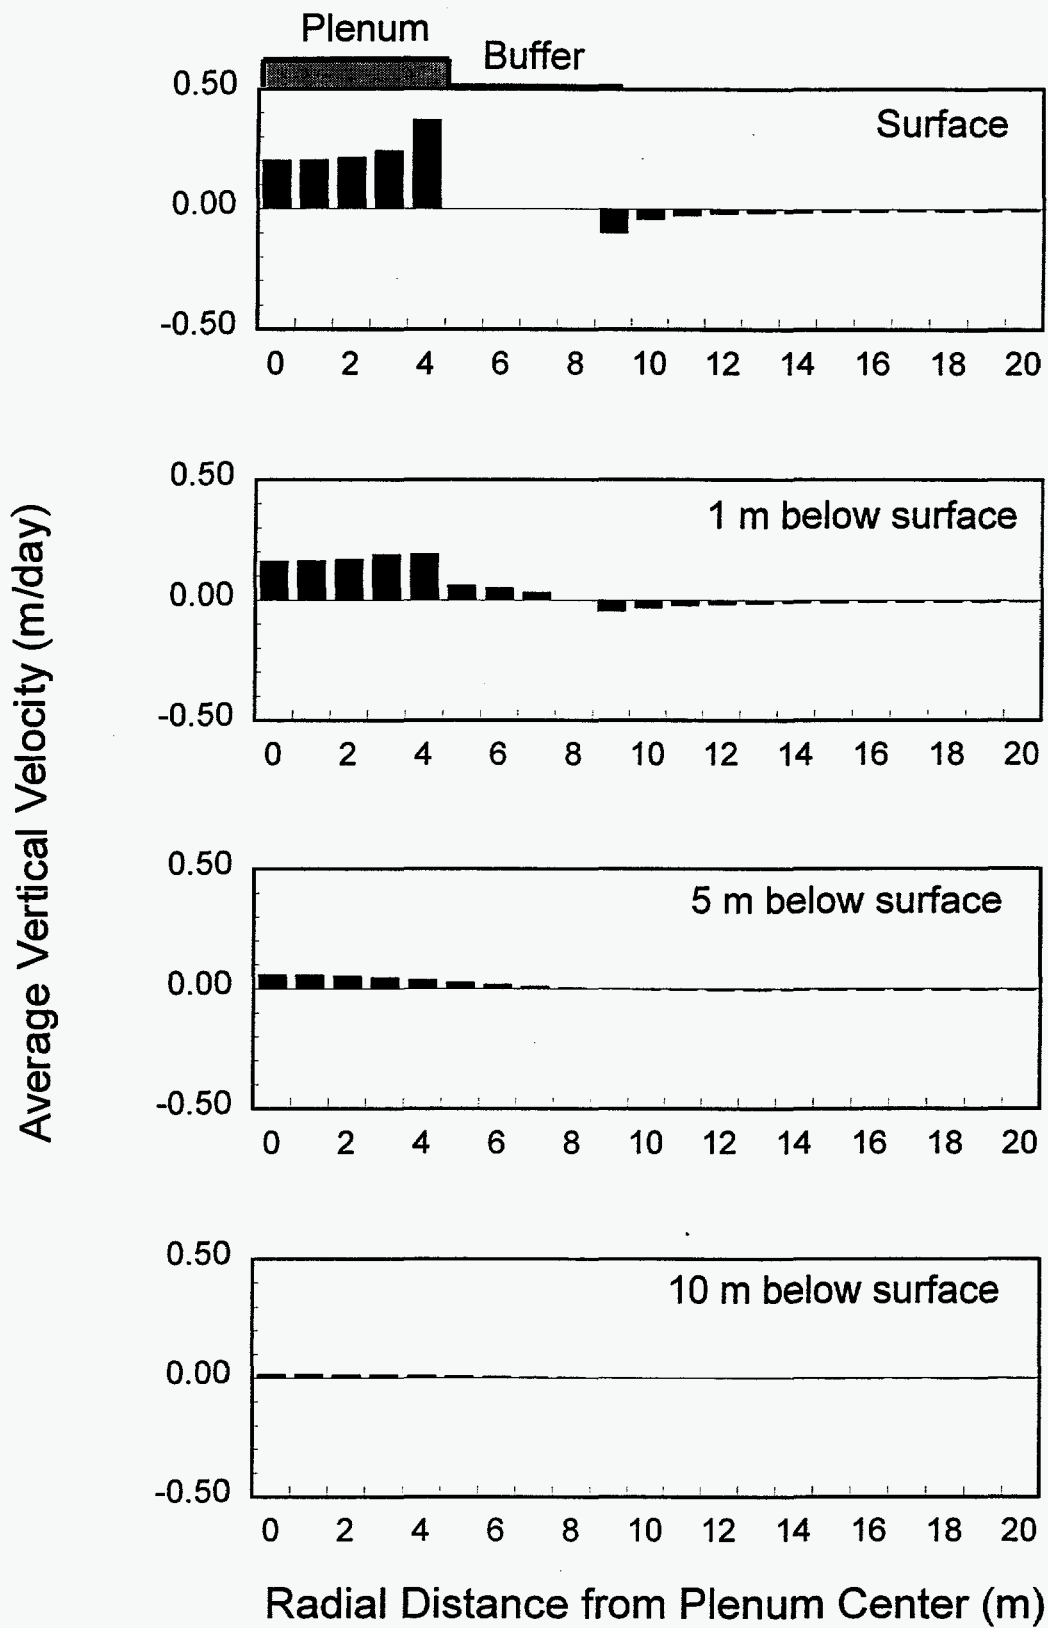 Plenum
Buffer
0.50
Surface
0.00
-0.50
0 2 4 6 8 10 12 14 16 18 20
0.50
1 m below surface
0.00
-0.50
0 2 4 6 8 10 12 14 16 18 20
Average Vertical Velocity (m/day)
0.50
5 m below surface
0.00
-0.50
0 2 4 6 8 10 12 14 16 18 20
0.50
10 m below surface
0.00
-0.50
0 2 4 6 8 10 12 14 16 18 20
Radial Distance from Plenum Center (m)